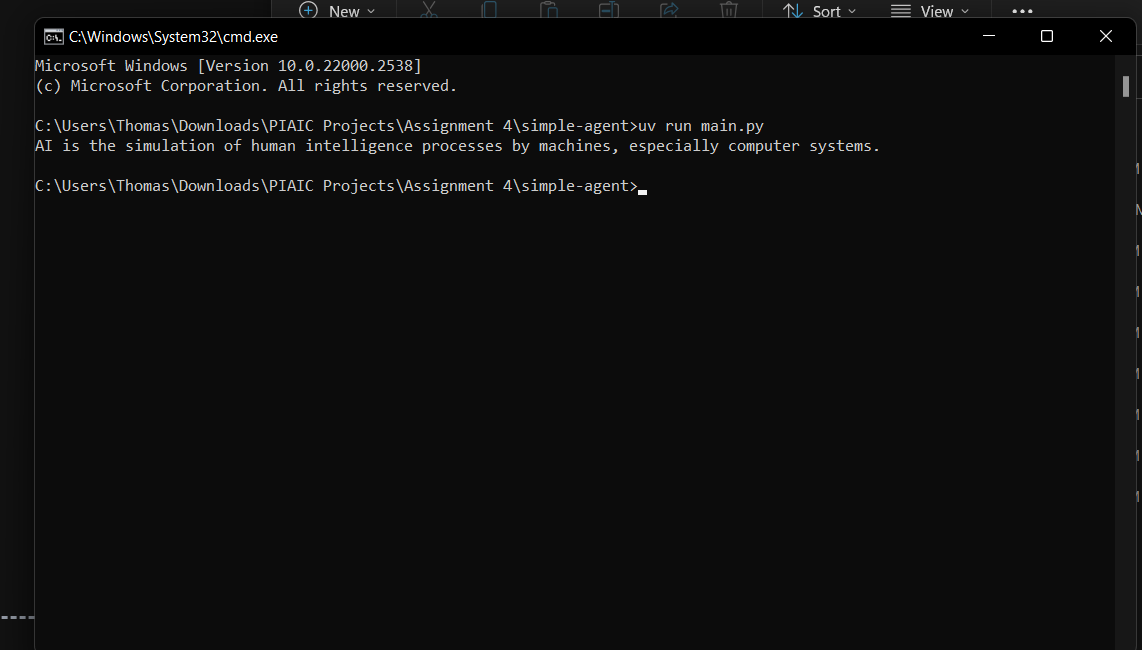 New
Sort
View
C:\Windows\System32\cmd.exe
Microsoft Windows [Version 10.0.22000.2538]
(c) Microsoft Corporation. All rights reserved.
C:\Users\Thomas\Downloads\PIAIC Projects\Assignment 4\simple-agent>uv run main.py
AI is the simulation of human intelligence processes by machines, especially computer systems.
C:\Users\Thomas\Downloads\PIAIC Projects\Assignment 4\simple-agent>